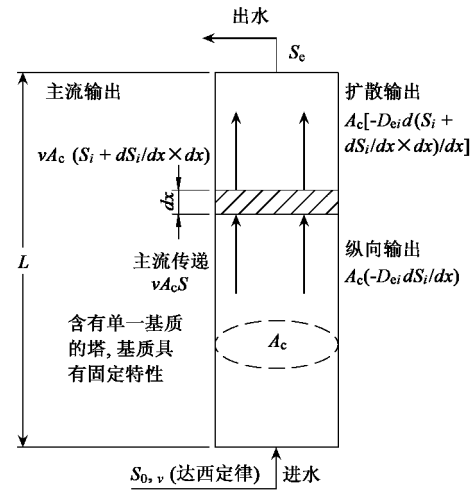 出水
Se
主流输出
扩散输出
Ac[-Dei d(Si +
dSi/dx×dx)/dx]
vAc (Si + dSi/dx×dx)
dx
L
主流传递
vAcS
纵向输出
Ac(-Dei dSi/dx)
含有单一基质
的塔, 基质具
有固定特性
Ac
S0, v (达西定律)
进水